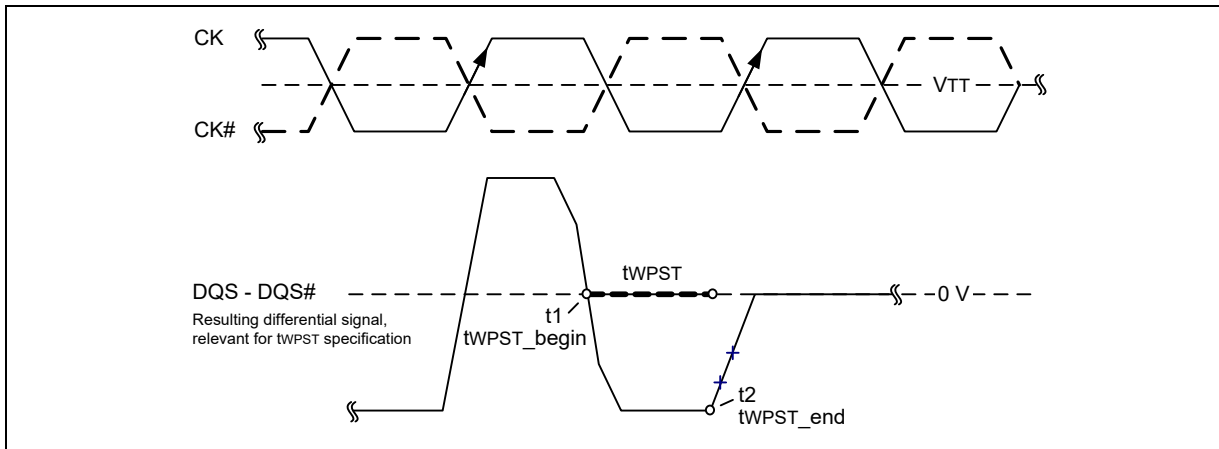 CK
VTT
CK#
tWPST
DQS - DQS#
0 V
Resulting differential signal,
relevant for tWPST specification
t1
tWPST_begin
t2
tWPST_end